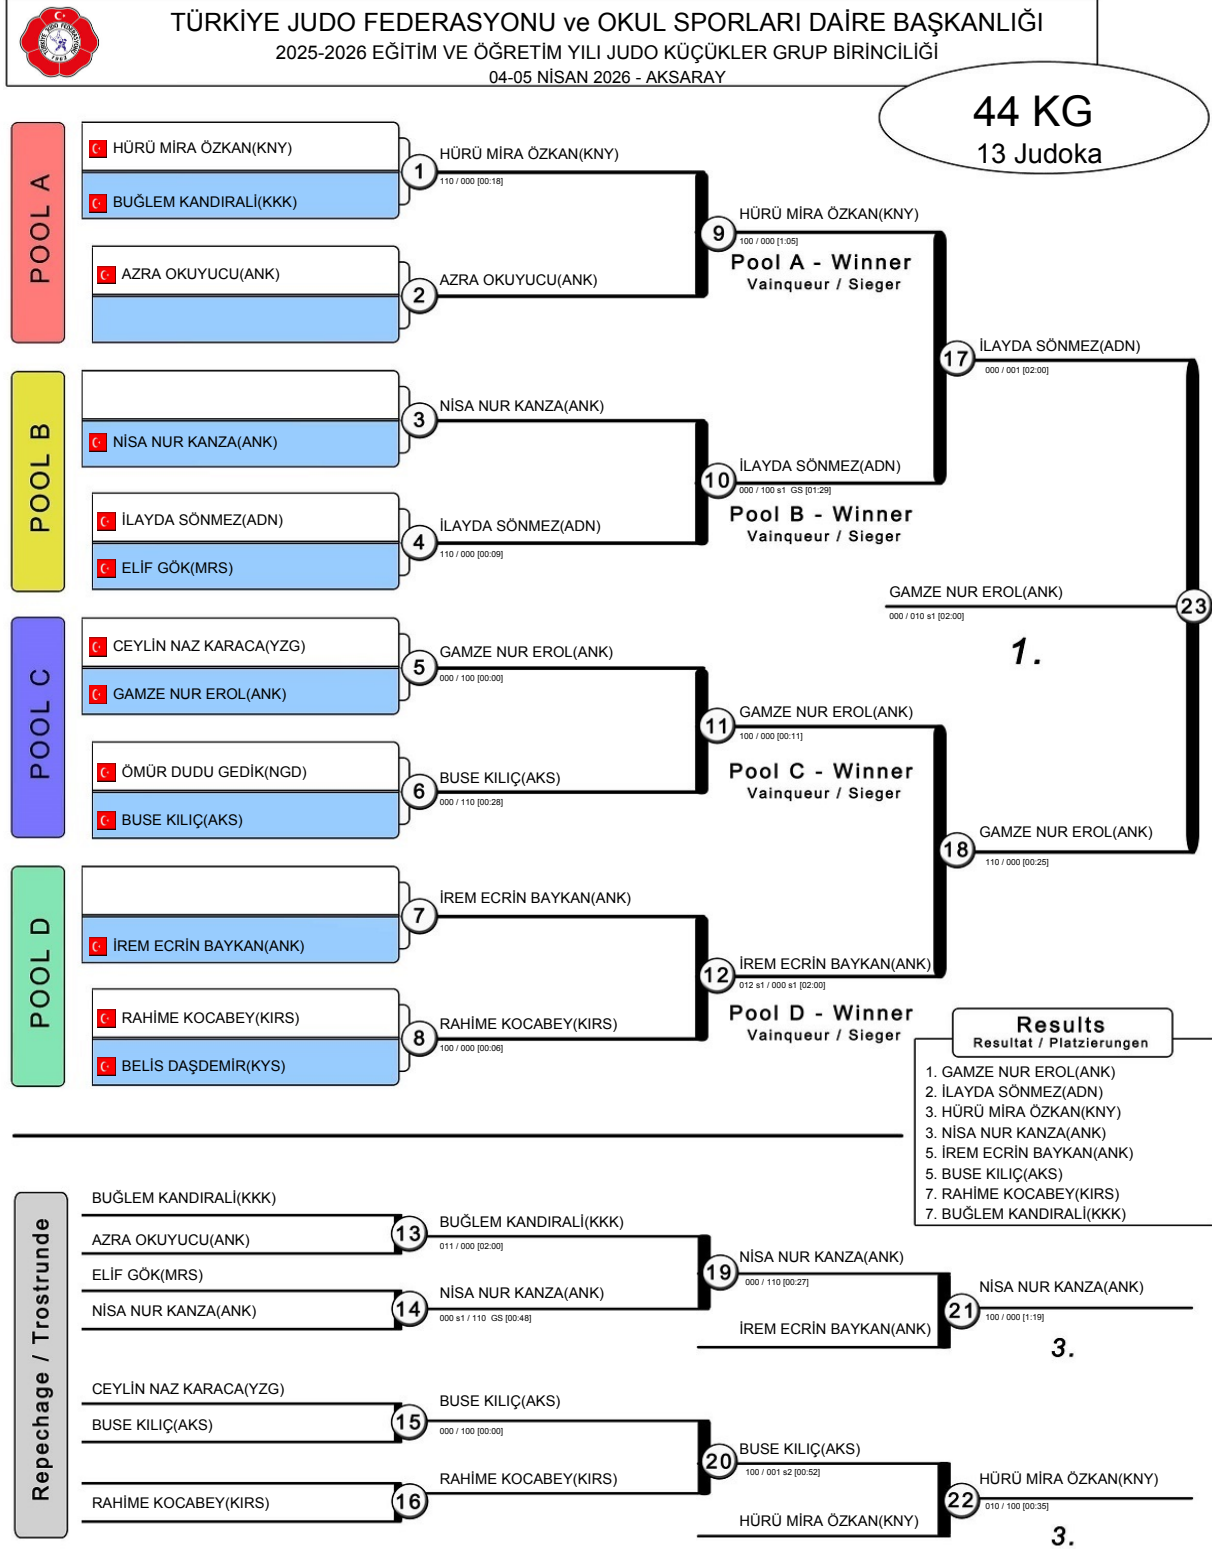 TÜRKİYE JUDO FEDERASYONU ve OKUL SPORLARI DAİRE BAŞKANLIĞI
2025-2026 EĞİTİM VE ÖĞRETİM YILI JUDO KÜÇÜKLER GRUP BİRİNCİLİĞİ
04-05 NİSAN 2026 - AKSARAY
44 KG
13 Judoka
POOL A
HÜRÜ MİRA ÖZKAN(KNY)
BUĞLEM KANDIRALİ(KKK)
1
HÜRÜ MİRA ÖZKAN(KNY)
110 / 000 [00:18]
AZRA OKUYUCU(ANK)
2
AZRA OKUYUCU(ANK)
9
HÜRÜ MİRA ÖZKAN(KNY)
100 / 000 [1:05]
Pool A - Winner
Vainqueur / Sieger
POOL B
NİSA NUR KANZA(ANK)
3
NİSA NUR KANZA(ANK)
İLAYDA SÖNMEZ(ADN)
ELİF GÖK(MRS)
4
İLAYDA SÖNMEZ(ADN)
110 / 000 [00:09]
10
İLAYDA SÖNMEZ(ADN)
000 / 100 s1 GS [01:29]
Pool B - Winner
Vainqueur / Sieger
17
İLAYDA SÖNMEZ(ADN)
000 / 001 [02:00]
POOL C
CEYLİN NAZ KARACA(YZG)
GAMZE NUR EROL(ANK)
5
GAMZE NUR EROL(ANK)
000 / 100 [00:00]
ÖMÜR DUDU GEDİK(NGD)
BUSE KILIÇ(AKS)
6
BUSE KILIÇ(AKS)
000 / 110 [00:28]
11
GAMZE NUR EROL(ANK)
100 / 000 [00:11]
Pool C - Winner
Vainqueur / Sieger
GAMZE NUR EROL(ANK)
000 / 010 s1 [02:00]
23
1.
POOL D
İREM ECRİN BAYKAN(ANK)
7
İREM ECRİN BAYKAN(ANK)
RAHİME KOCABEY(KIRS)
BELİS DAŞDEMİR(KYS)
8
RAHİME KOCABEY(KIRS)
100 / 000 [00:06]
12
İREM ECRİN BAYKAN(ANK)
012 s1 / 000 s1 [02:00]
Pool D - Winner
Vainqueur / Sieger
18
GAMZE NUR EROL(ANK)
110 / 000 [00:25]
Results
Resultat / Platzierungen
1. GAMZE NUR EROL(ANK)
2. İLAYDA SÖNMEZ(ADN)
3. HÜRÜ MİRA ÖZKAN(KNY)
3. NİSA NUR KANZA(ANK)
5. İREM ECRİN BAYKAN(ANK)
5. BUSE KILIÇ(AKS)
7. RAHİME KOCABEY(KIRS)
7. BUĞLEM KANDIRALİ(KKK)
Repechage / Trostrunde
BUĞLEM KANDIRALİ(KKK)
AZRA OKUYUCU(ANK)
13
BUĞLEM KANDIRALİ(KKK)
011 / 000 [02:00]
ELİF GÖK(MRS)
NİSA NUR KANZA(ANK)
14
NİSA NUR KANZA(ANK)
000 s1 / 110 GS [00:48]
19
NİSA NUR KANZA(ANK)
000 / 110 [00:27]
İREM ECRİN BAYKAN(ANK)
21
NİSA NUR KANZA(ANK)
100 / 000 [1:19]
3.
CEYLİN NAZ KARACA(YZG)
BUSE KILIÇ(AKS)
15
BUSE KILIÇ(AKS)
000 / 100 [00:00]
RAHİME KOCABEY(KIRS)
16
RAHİME KOCABEY(KIRS)
20
BUSE KILIÇ(AKS)
100 / 001 s2 [00:52]
HÜRÜ MİRA ÖZKAN(KNY)
22
HÜRÜ MİRA ÖZKAN(KNY)
010 / 100 [00:35]
3.